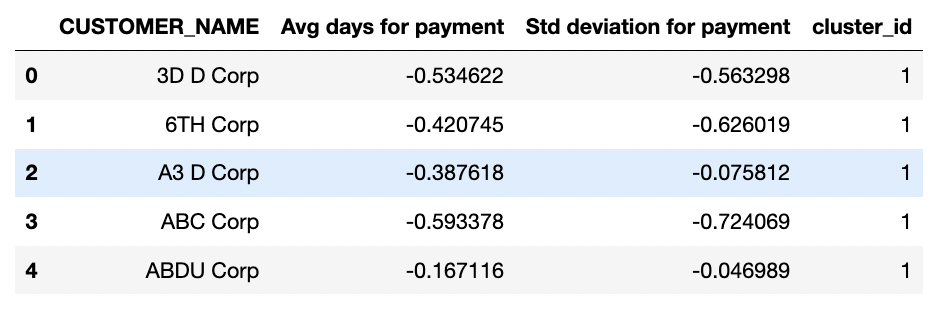 CUSTOMER_NAME Avg days for payment Std deviation for payment cluster_id
0 3D D Corp -0.534622 -0.563298 1
1 6TH Corp -0.420745 -0.626019 1
2 A3 D Corp -0.387618 -0.075812 1
3 ABC Corp -0.593378 -0.724069 1
4 ABDU Corp -0.167116 -0.046989 1